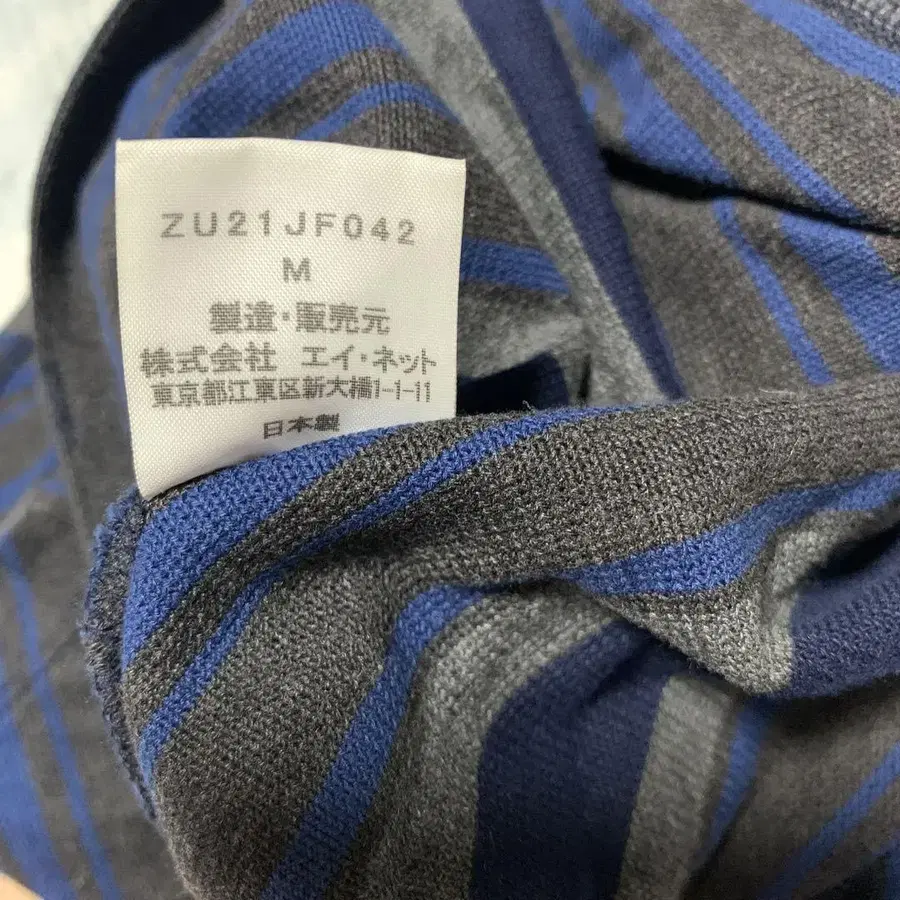 ZU21JF042
M
製造・販売元
株式会社 エイ・ネット
東京都江東区新大橋1-1-11
日本製